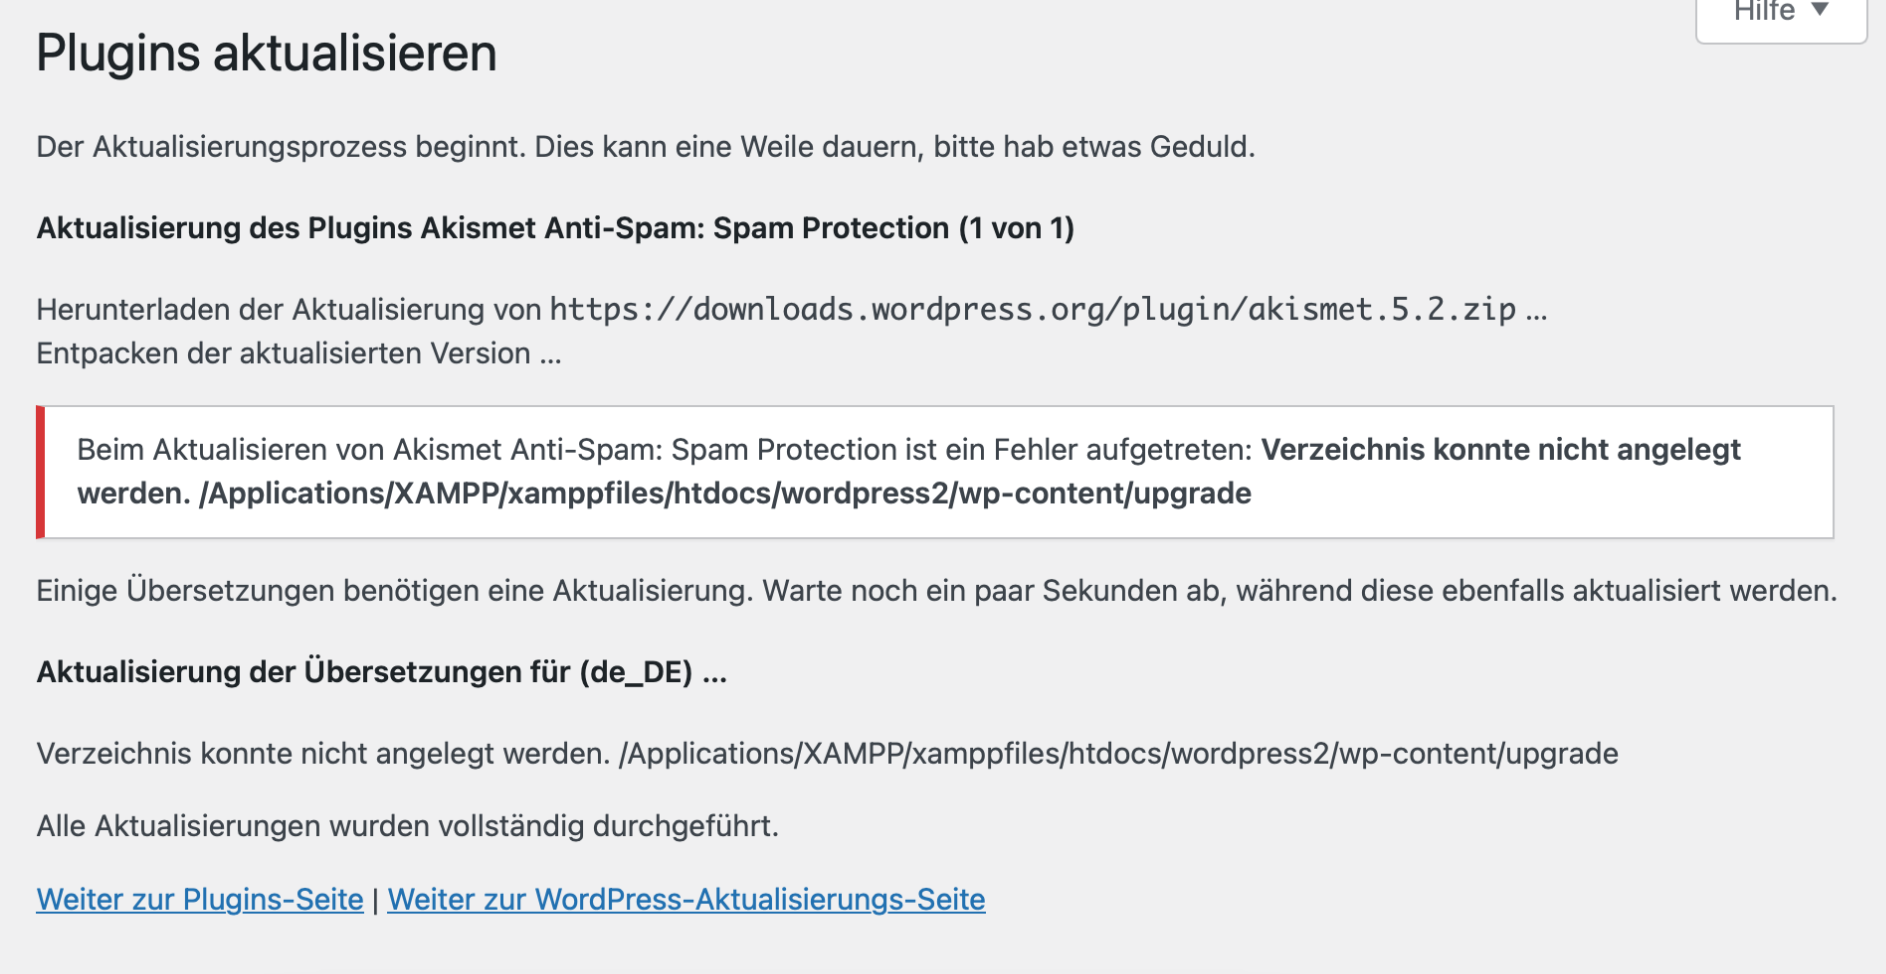 Hilfe ▼
Plugins aktualisieren
Der Aktualisierungsprozess beginnt. Dies kann eine Weile dauern, bitte hab etwas Geduld.
Aktualisierung des Plugins Akismet Anti-Spam: Spam Protection (1 von 1)
Herunterladen der Aktualisierung von https://downloads.wordpress.org/plugin/akismet.5.2.zip …
Entpacken der aktualisierten Version …
Beim Aktualisieren von Akismet Anti-Spam: Spam Protection ist ein Fehler aufgetreten: Verzeichnis konnte nicht angelegt
werden. /Applications/XAMPP/xamppfiles/htdocs/wordpress2/wp-content/upgrade
Einige Übersetzungen benötigen eine Aktualisierung. Warte noch ein paar Sekunden ab, während diese ebenfalls aktualisiert werden.
Aktualisierung der Übersetzungen für (de_DE) …
Verzeichnis konnte nicht angelegt werden. /Applications/XAMPP/xamppfiles/htdocs/wordpress2/wp-content/upgrade
Alle Aktualisierungen wurden vollständig durchgeführt.
Weiter zur Plugins-Seite | Weiter zur WordPress-Aktualisierungs-Seite